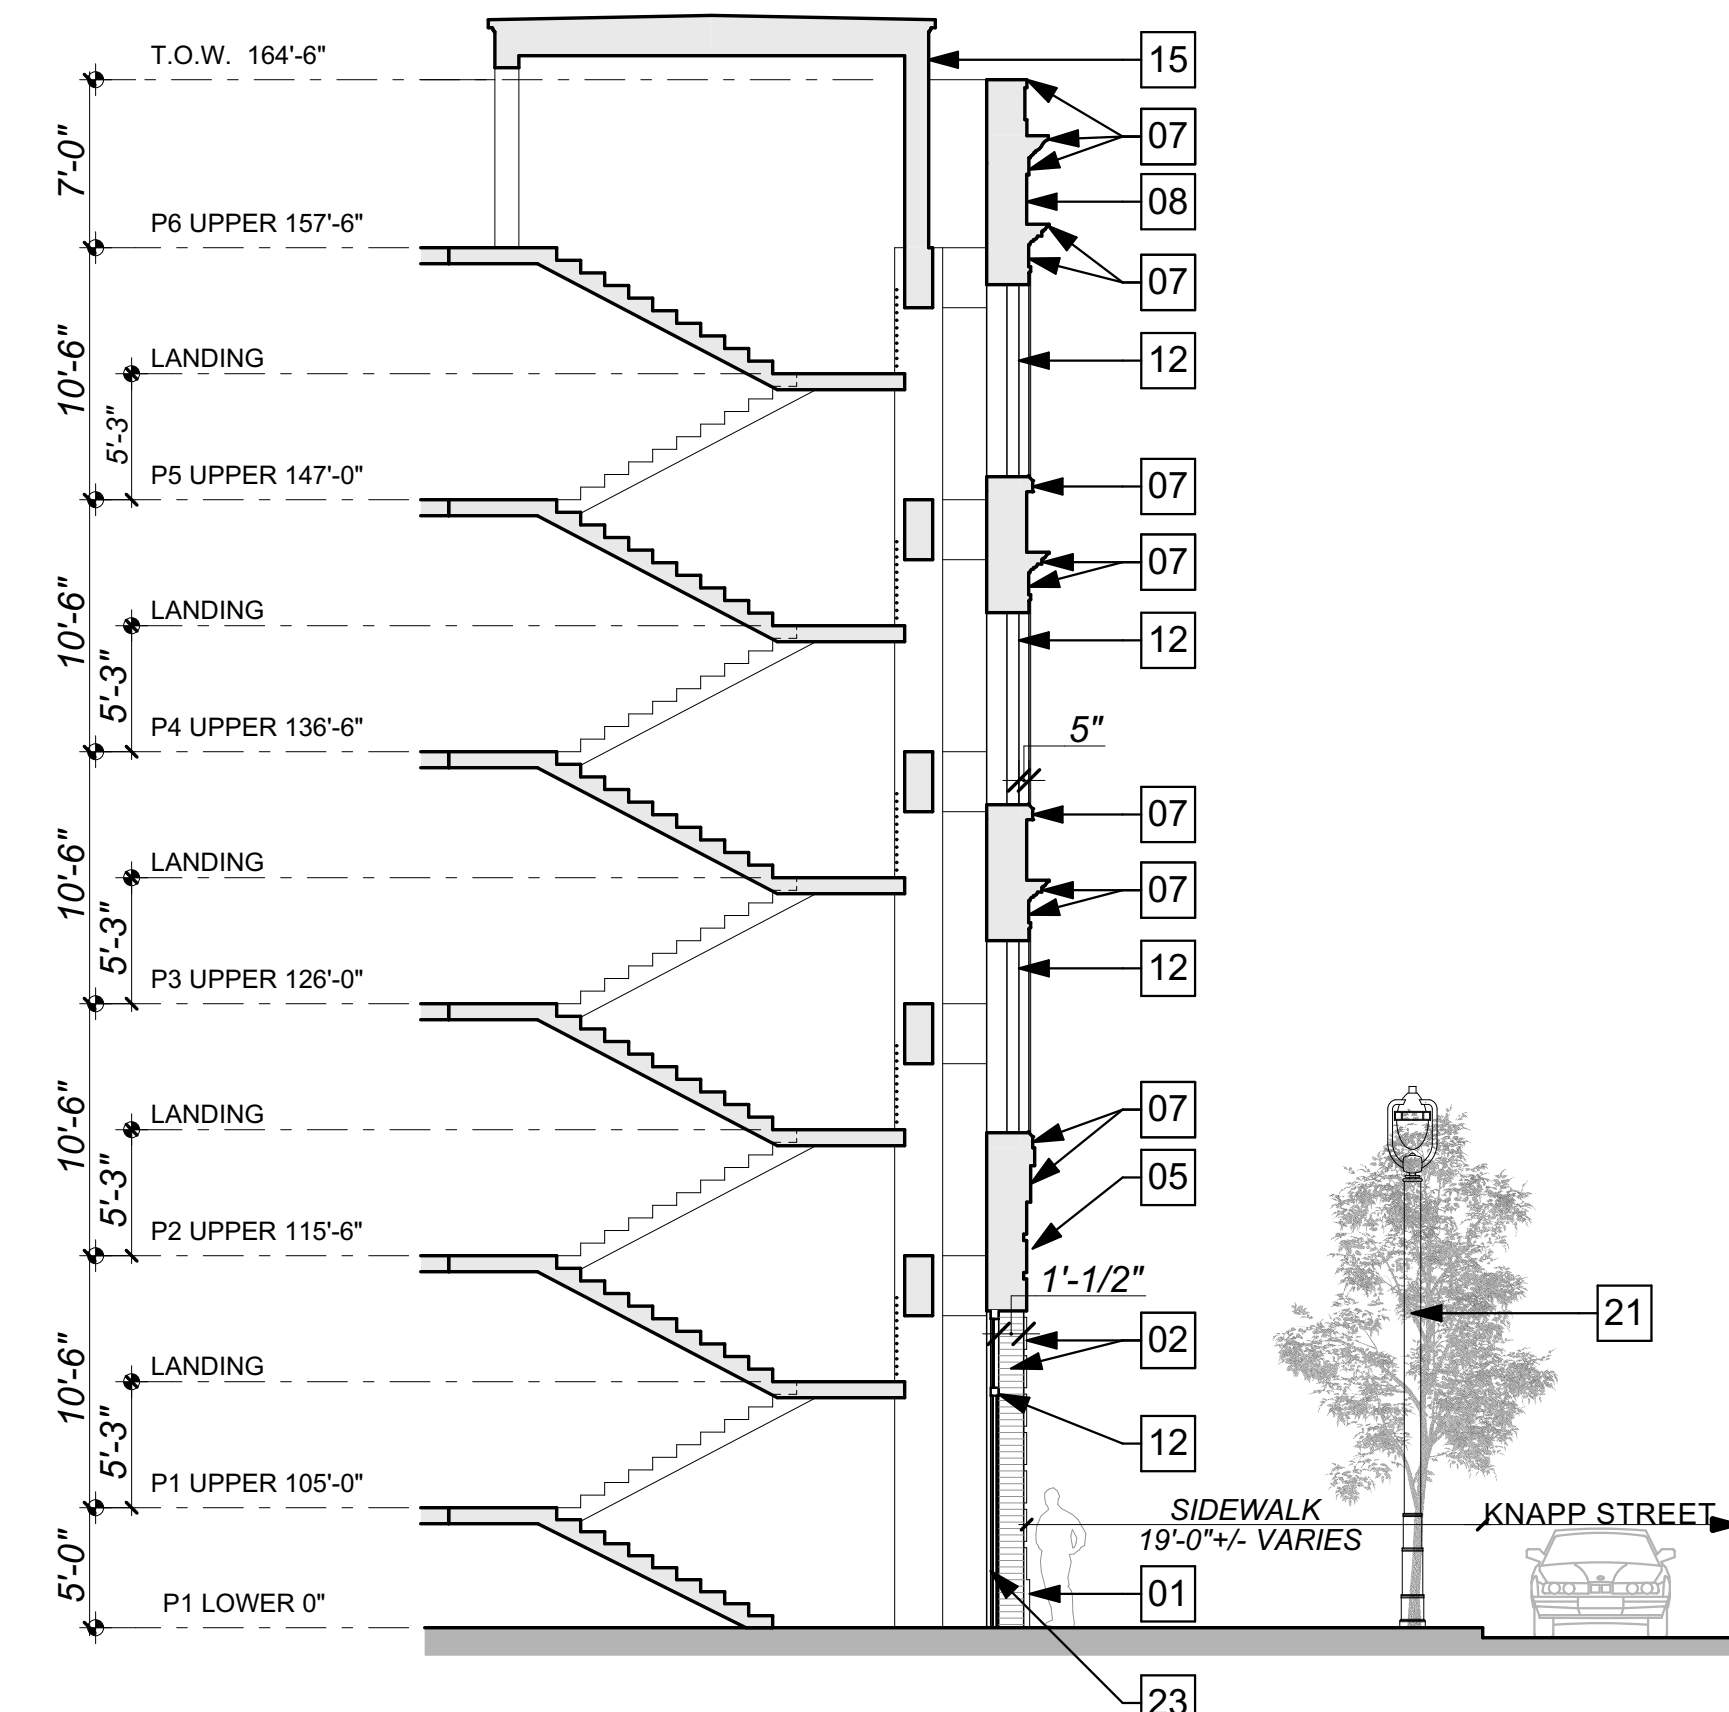 T.O.W. 164'-6"
15
07
7'-0"
08
P6 UPPER 157'-6"
07
10'-6"
LANDING
12
5'-3"
P5 UPPER 147'-0"
07
07
10'-6"
LANDING
12
5'-3"
P4 UPPER 136'-6"
5"
07
10'-6"
LANDING
07
5'-3"
12
P3 UPPER 126'-0"
10'-6"
LANDING
07
05
5'-3"
P2 UPPER 115'-6"
1'-1/2"
21
02
10'-6"
LANDING
12
5'-3"
P1 UPPER 105'-0"
SIDEWALK
19'-0"+/- VARIES
KNAPP STREET
5'-0"
01
P1 LOWER 0"
23